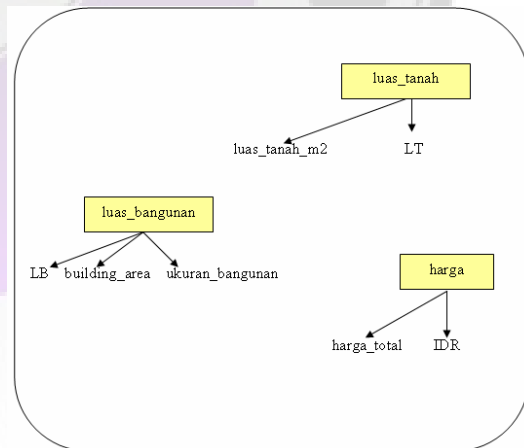 luas_tanah
luas_tanah_m2 LT
luas_bangunan
LB building_area ukuran_bangunan
harga
harga_total IDR